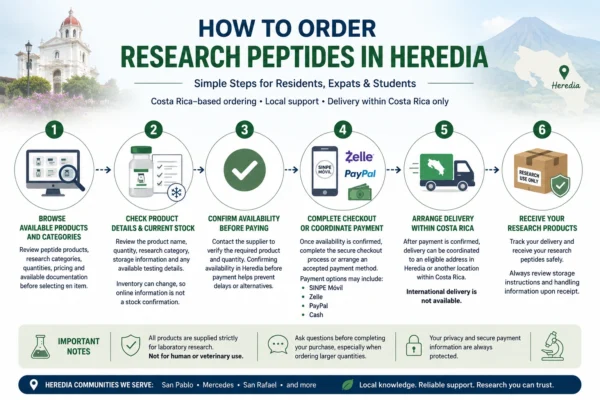 HOW TO ORDER
RESEARCH PEPTIDES IN HEREDIA
Simple Steps for Residents, Expats & Students
Costa Rica–based ordering • Local support • Delivery within Costa Rica only
Heredia
1
BROWSE
AVAILABLE PRODUCTS
AND CATEGORIES
Review peptide products,
research categories,
quantities, pricing and
available documentation
before selecting en item.
2
CHECK PRODUCT
DETAILS & CURRENT STOCK
Review the product name,
quantity, research category,
storage information and
any available testing details.
Inventory can change, so
online information is not
a stock confirmation.
3
CONFIRM AVAILABILITY
BEFORE PAYING
Contact the supplier to
verify the required product
and quantity. Confirming
availability in Heredia before
payment helps prevent
delays or alternatives.
4
SINPE
MÓVIL
Zelle
PayPal
COMPLETE CHECKOUT
OR COORDINATE PAYMENT
Once availability is confirmed,
complete the secure checkout
process or arrange an
accepted payment method.
Payment options may include:
• SINPE Móvil
• Zelle
• PayPal
• Cash
5
ARRANGE DELIVERY
WITHIN COSTA RICA
After payment is confirmed,
delivery can be coordinated
to an eligible address in
Heredia or another location
within Costa Rica.
International delivery is
not available.
6
RESEARCH
USE ONLY
RECEIVE YOUR
RESEARCH PRODUCTS
Track your delivery and
receive your research
peptides safely.
Always review storage
instructions and handling
information upon receipt.
IMPORTANT
NOTES
All products are supplied strictly
for laboratory research.
Not for human or veterinary use.
Ask questions before completing
your purchase, especially when
ordering larger quantities.
Your privacy and secure payment
information are always
protected.
HEREDIA COMMUNITIES WE SERVE: San Pablo • Mercedes • San Rafael • and more
Local knowledge. Reliable support. Research you can trust.